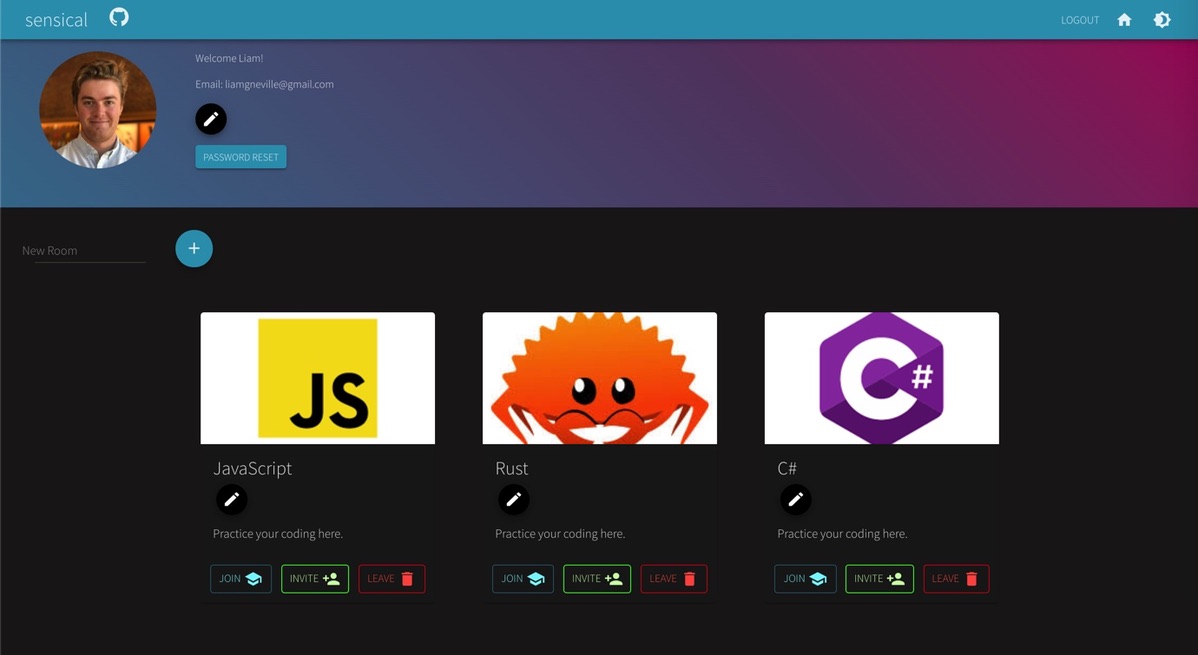 sensical
LOGOUT
Welcome Liam!
Email: liamgneville@gmail.com
PASSWORD RESET
New Room
+
JS
C#
JavaScript
Rust
C#
Practice your coding here.
Practice your coding here.
Practice your coding here.
JOIN INVITE LEAVE
JOIN INVITE LEAVE
JOIN INVITE LEAVE